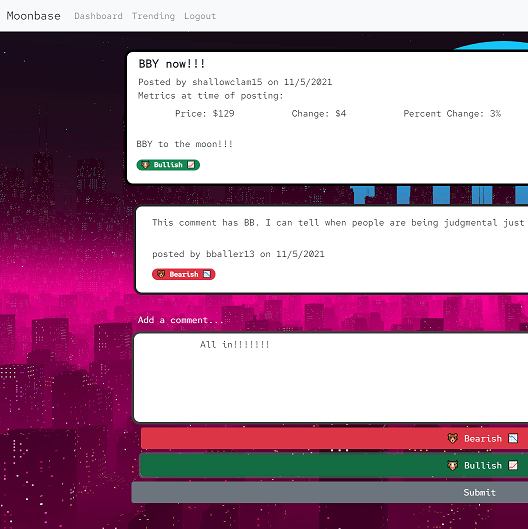 Moonbase Dashboard Trending Logout
BBY now!!!
Posted by shallowclam15 on 11/5/2021
Metrics at time of posting:
Price: $129 Change: $4 Percent Change: 3%
BBY to the moon!!!
Bullish
This comment has BB. I can tell when people are being judgmental just
posted by bballer13 on 11/5/2021
Bearish
Add a comment...
All in!!!!!!!
Bearish
Bullish
Submit